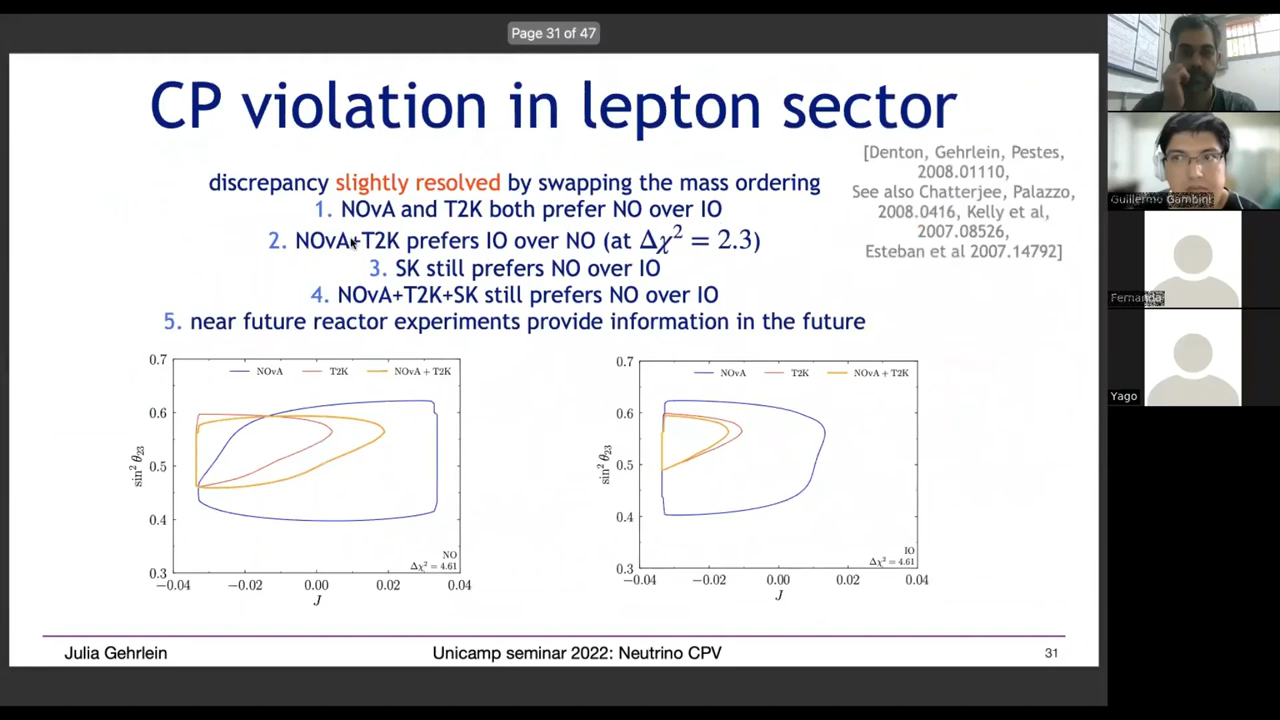 Page 31 of 47
CP violation in lepton sector
[Denton, Gehrlein, Pestes,
2008.01110,
See also Chatterjee, Palazzo,
2008.0416, Kelly et al,
2007.08526,
Esteban et al 2007.14792]
discrepancy slightly resolved by swapping the mass ordering
1. NOvA and T2K both prefer NO over IO
2. NOvA+T2K prefers IO over NO (at Δχ² = 2.3)
3. SK still prefers NO over IO
4. NOvA+T2K+SK still prefers NO over IO
5. near future reactor experiments provide information in the future
NOvA T2K NOvA + T2K
0.7
0.6
0.5
0.4
0.3
sin² θ₂₃
NO
Δχ² = 4.61
−0.04 −0.02 0.00 0.02 0.04
J
NOvA T2K NOvA + T2K
0.7
0.6
0.5
0.4
0.3
sin² θ₂₃
IO
Δχ² = 4.61
−0.04 −0.02 0.00 0.02 0.04
J
Julia Gehrlein Unicamp seminar 2022: Neutrino CPV 31
Guillermo Gambini
Fernanda
Yago